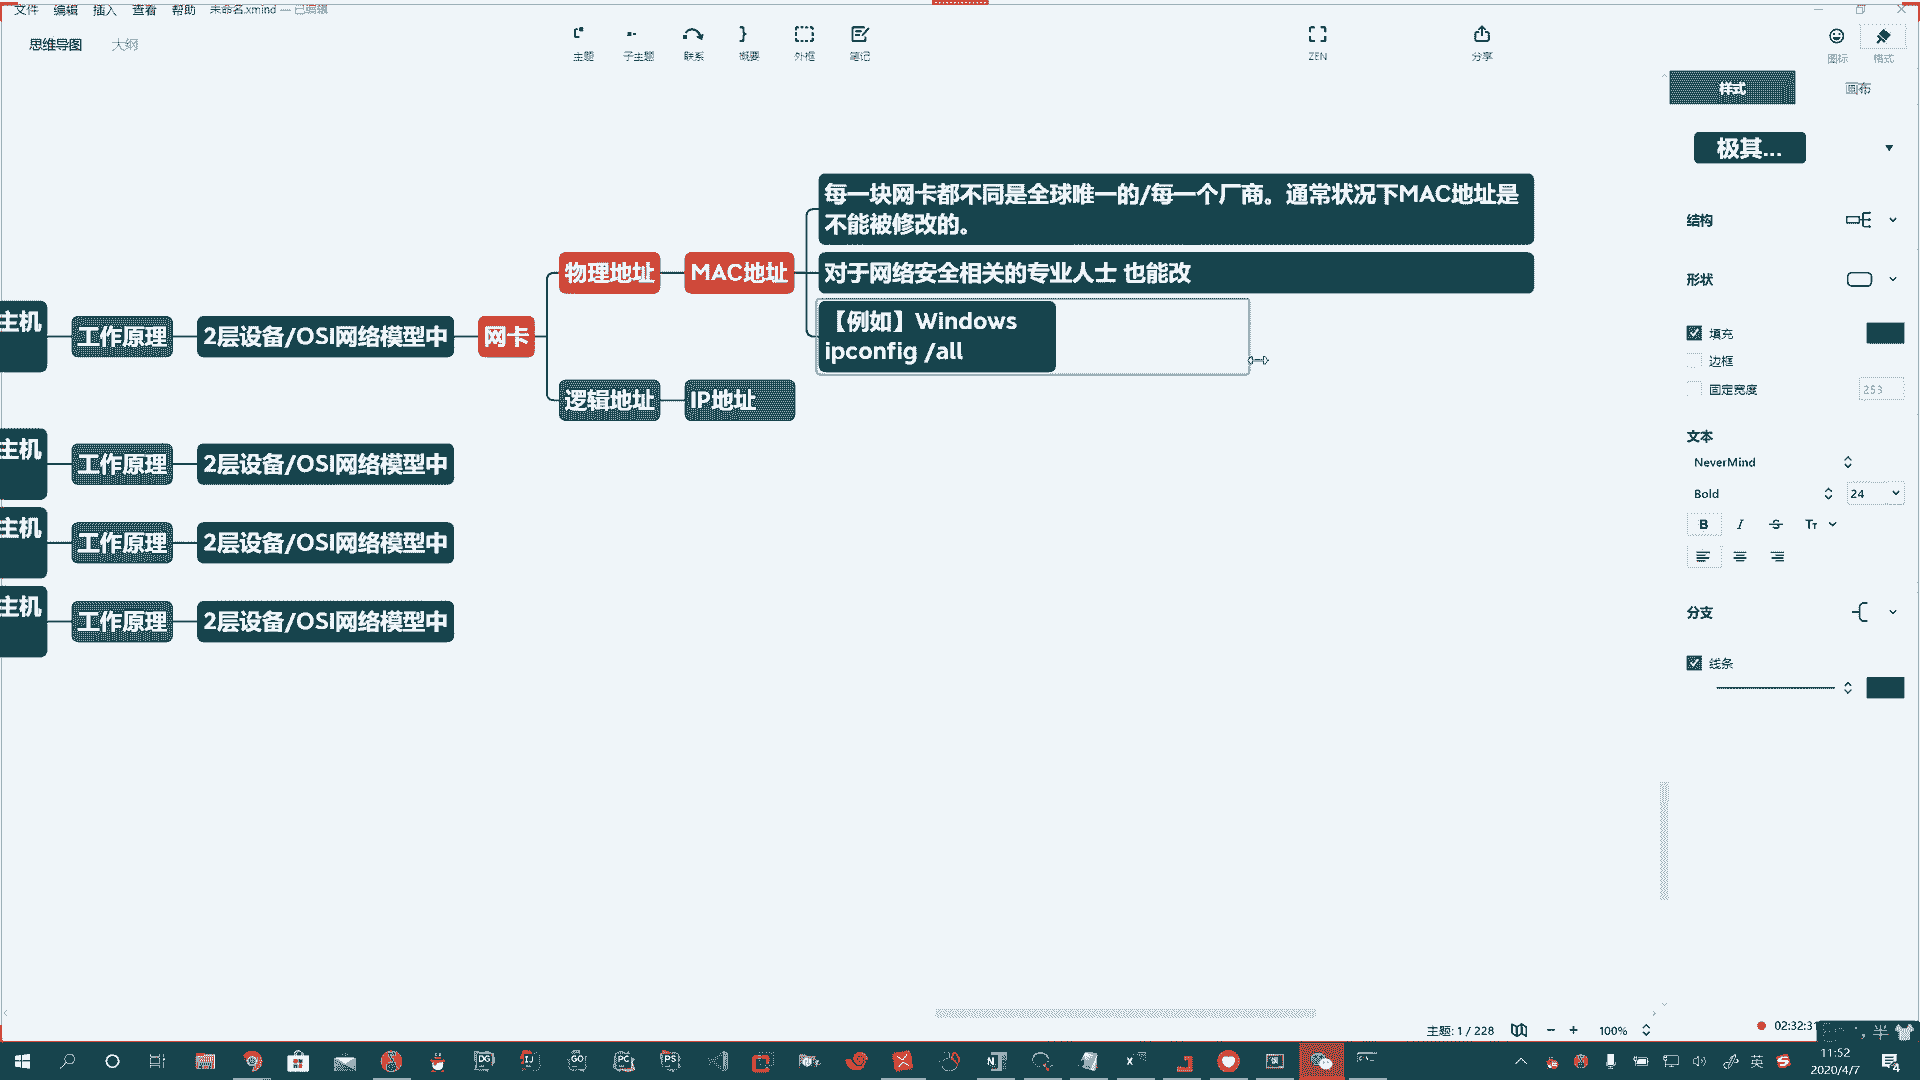 文件 编辑 插入 查看 帮助 未命名.xmind — 已编辑
思维导图 大纲
主题 子主题 联系 概要 外框 笔记 ZEN 分享 图标 格式
样式 画布
极其...
结构
形状
填充
边框
固定宽度 253
文本
NeverMind
Bold 24
B I S Tт
分支
线条
每一块网卡都不同是全球唯一的/每一个厂商。通常状况下MAC地址是
不能被修改的。
物理地址 MAC地址 对于网络安全相关的专业人士 也能改
主机 工作原理 2层设备/OSI网络模型中 网卡
【例如】Windows
ipconfig /all
逻辑地址 IP地址
主机 工作原理 2层设备/OSI网络模型中
主机 工作原理 2层设备/OSI网络模型中
主机 工作原理 2层设备/OSI网络模型中
主题: 1 / 228 100% 02:32:31
半
英
11:52
2020/4/7